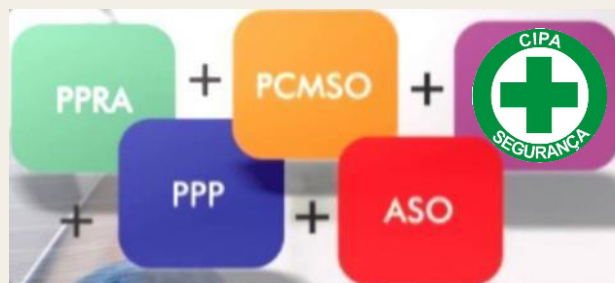 PPRA
+
PCMSO
+
CIPA
SEGURANÇA
+
PPP
+
ASO